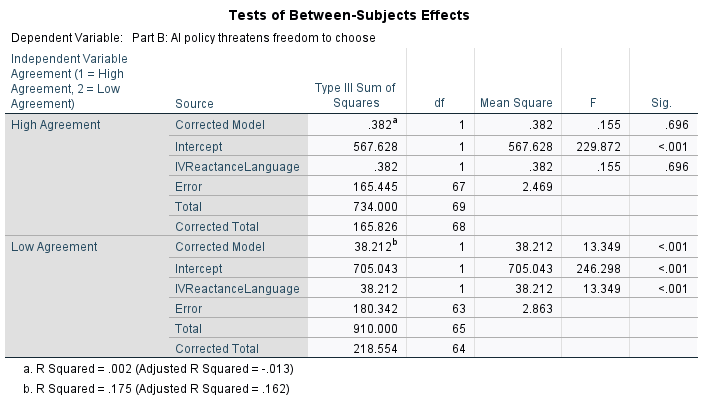 Tests of Between-Subjects Effects
Dependent Variable: Part B: AI policy threatens freedom to choose
Independent Variable
Agreement (1 = High
Agreement, 2 = Low
Agreement) Source Type III Sum of
Squares df Mean Square F Sig.
High Agreement Corrected Model .382a 1 .382 .155 .696
Intercept 567.628 1 567.628 229.872 <.001
IVReactanceLanguage .382 1 .382 .155 .696
Error 165.445 67 2.469
Total 734.000 69
Corrected Total 165.826 68
Low Agreement Corrected Model 38.212b 1 38.212 13.349 <.001
Intercept 705.043 1 705.043 246.298 <.001
IVReactanceLanguage 38.212 1 38.212 13.349 <.001
Error 180.342 63 2.863
Total 910.000 65
Corrected Total 218.554 64
a. R Squared = .002 (Adjusted R Squared = -.013)
b. R Squared = .175 (Adjusted R Squared = .162)